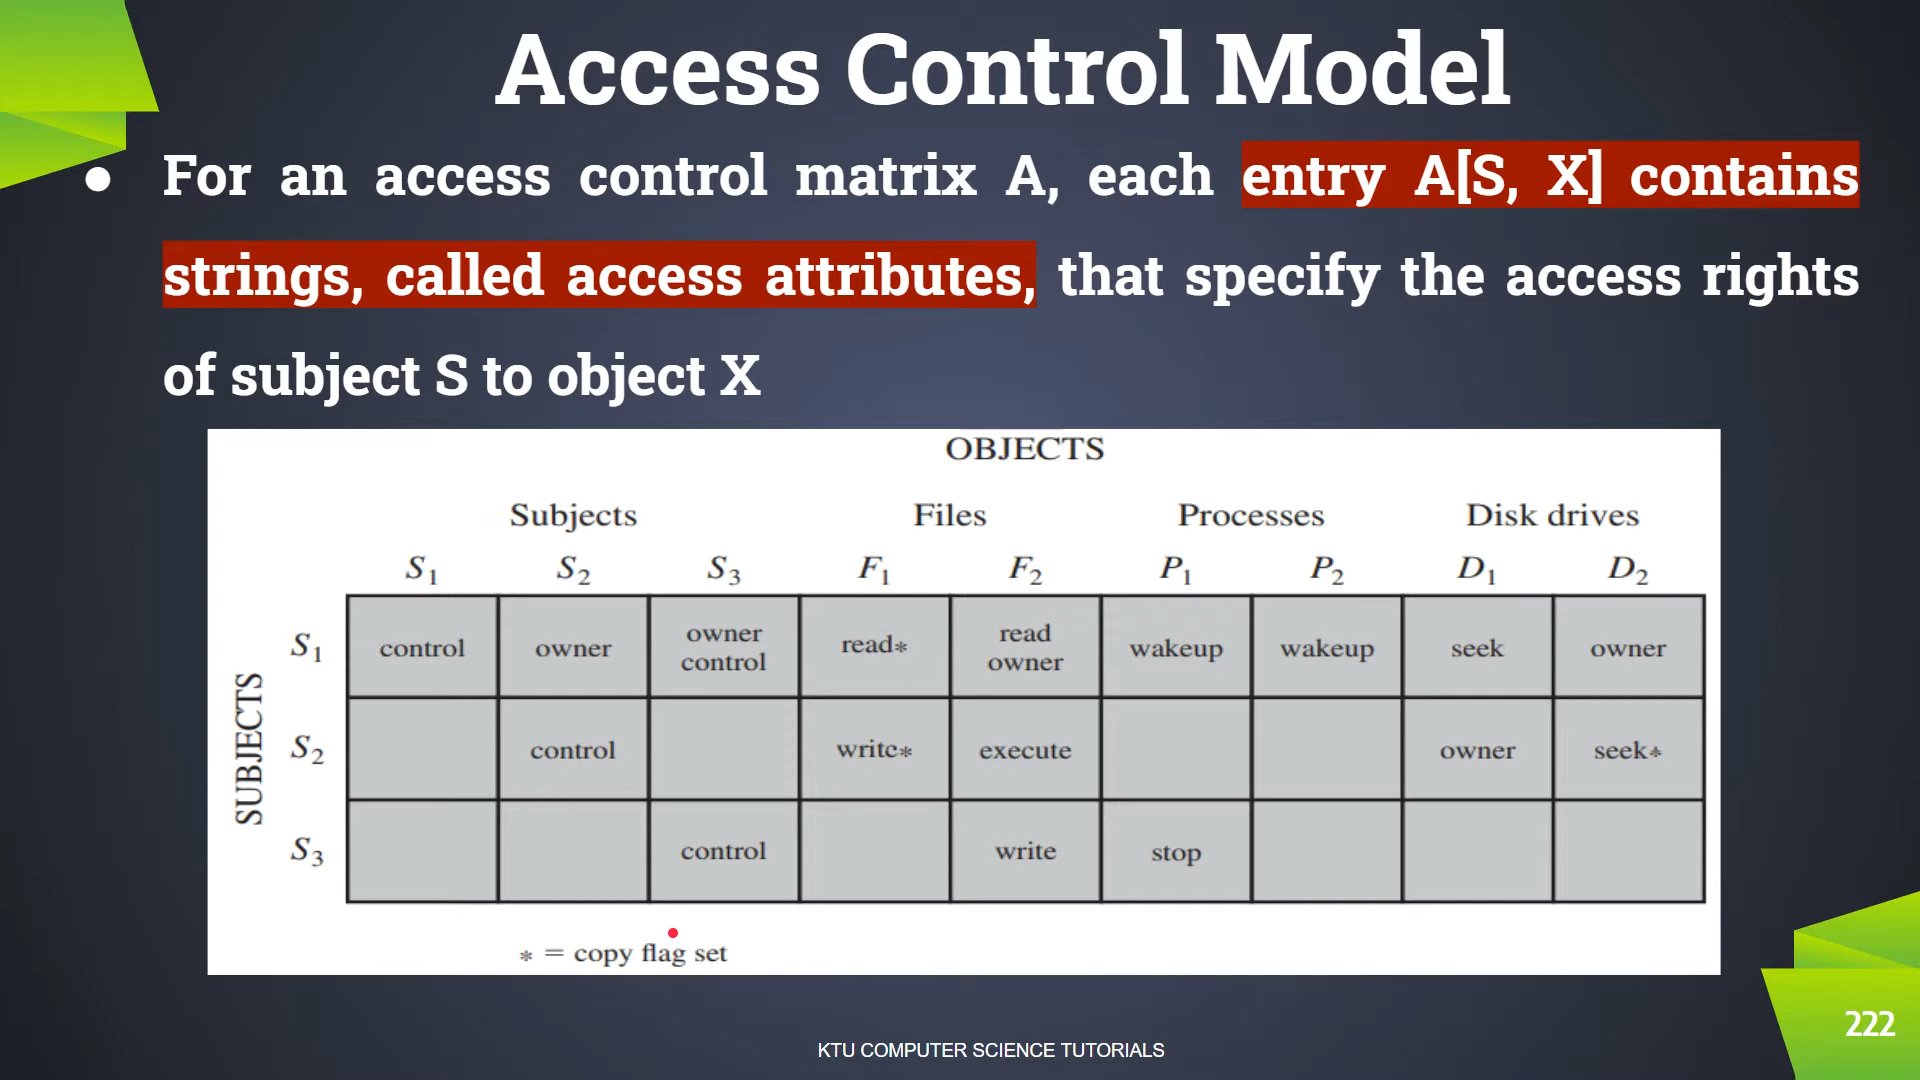 Access Control Model
● For an access control matrix A, each entry A[S, X] contains
strings, called access attributes, that specify the access rights
of subject S to object X
OBJECTS
Subjects Files Processes Disk drives
S1 S2 S3 F1 F2 P1 P2 D1 D2
SUBJECTS
S1 control owner owner control read* read owner wakeup wakeup seek owner
S2 control write* execute owner seek*
S3 control write stop
* = copy flag set
222
KTU COMPUTER SCIENCE TUTORIALS